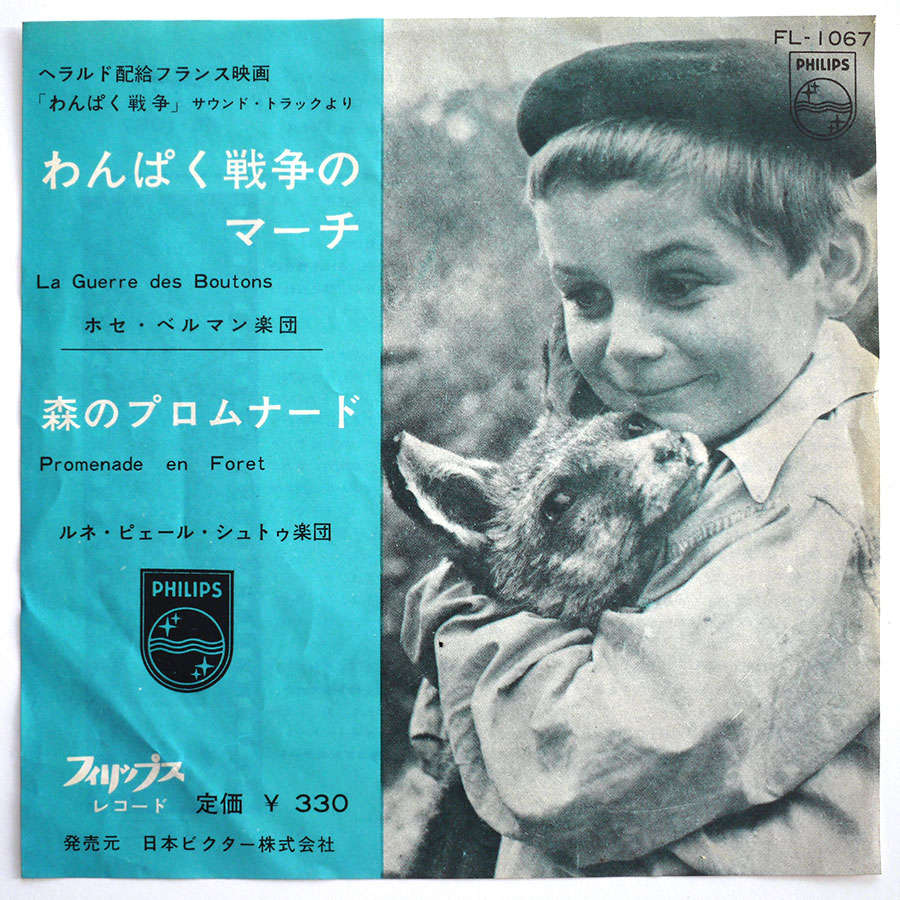 ヘラルド配給フランス映画
「わんぱく戦争」サウンド・トラックより
わんぱく戦争の
マーチ
La Guerre des Boutons
ホセ・ベルマン楽団
森のプロムナード
Promenade en Foret
ルネ・ピェール・シュトゥ楽団
PHILIPS
フィリップス
レコード 定価 ¥ 330
発売元 日本ビクター株式会社
FL-1067
PHILIPS